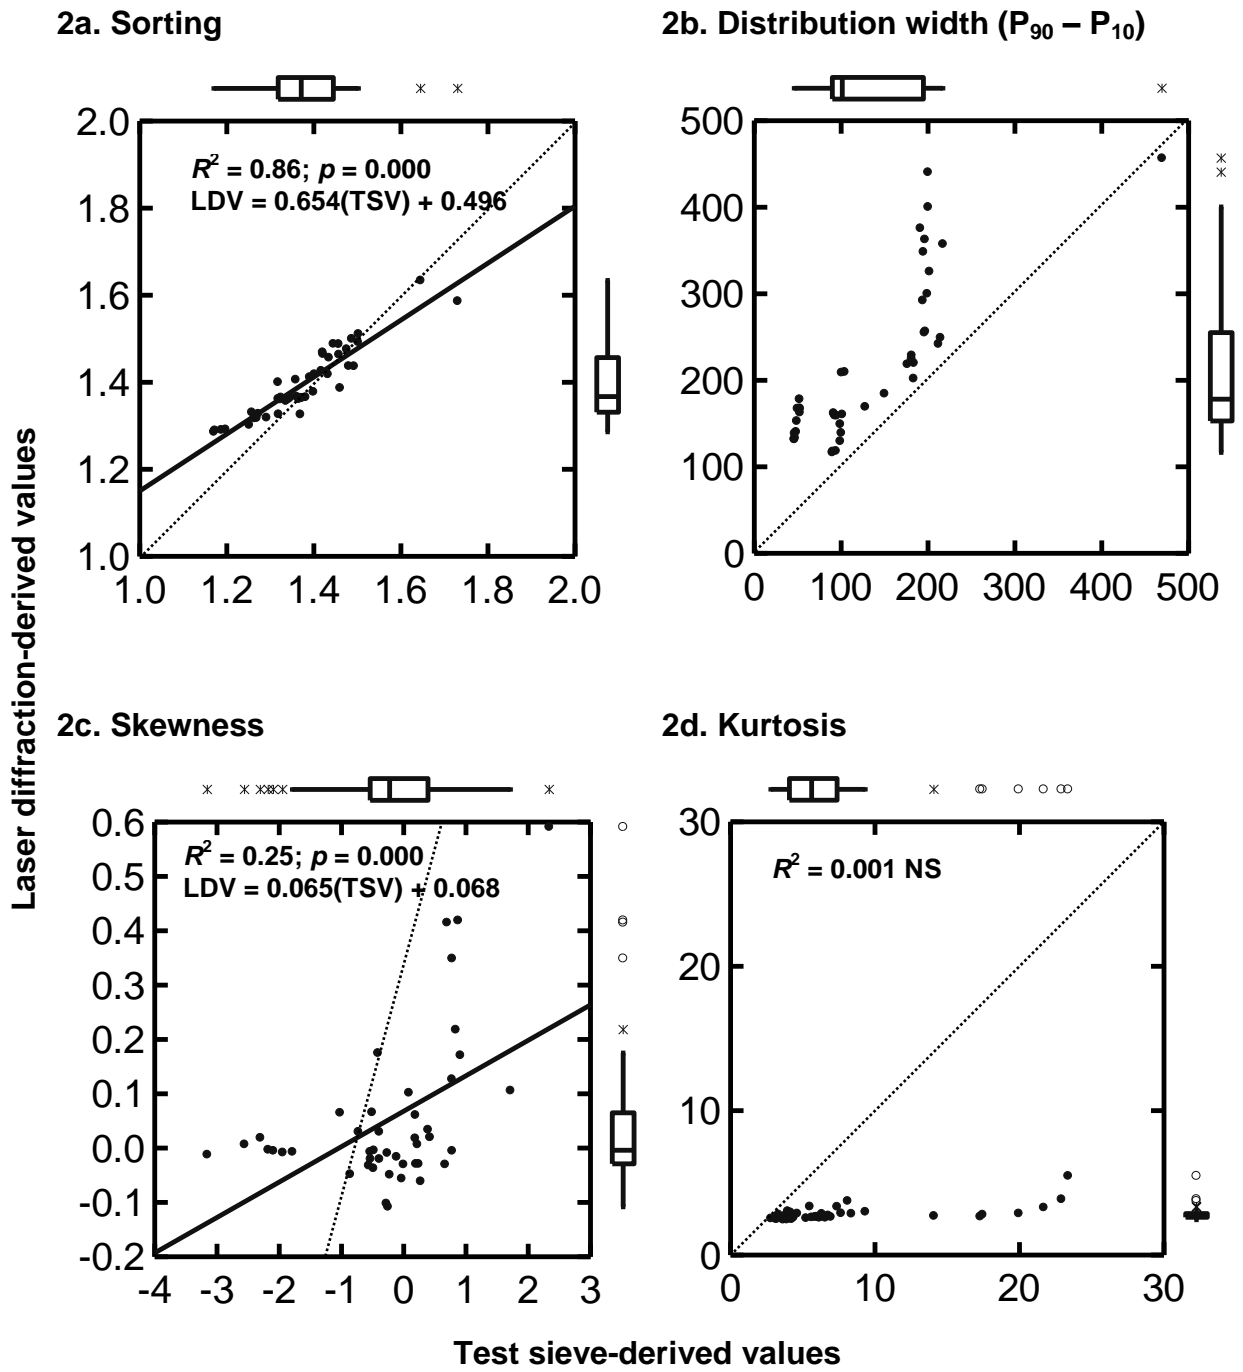 2a. Sorting
2b. Distribution width (P90 – P10)
2.0
1.8
1.6
1.4
1.2
1.0
R2 = 0.86; p = 0.000
LDV = 0.654(TSV) + 0.496
1.0 1.2 1.4 1.6 1.8 2.0
500
400
300
200
100
0
0 100 200 300 400 500
Laser diffraction-derived values
2c. Skewness
2d. Kurtosis
0.6
0.5
0.4
0.3
0.2
0.1
0.0
-0.1
-0.2
R2 = 0.25; p = 0.000
LDV = 0.065(TSV) + 0.068
-4 -3 -2 -1 0 1 2 3
30
20
10
0
R2 = 0.001 NS
0 10 20 30
Test sieve-derived values